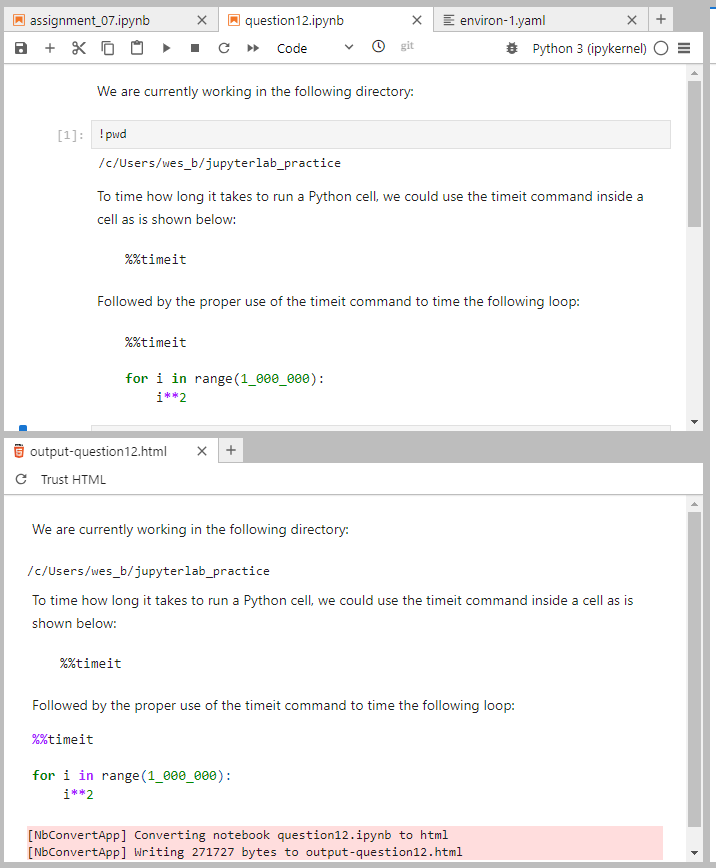 assignment_07.ipynb
question12.ipynb
environ-1.yaml
Code
git
Python 3 (ipykernel)
We are currently working in the following directory:
[1]:
!pwd
/c/Users/wes_b/jupyterlab_practice
To time how long it takes to run a Python cell, we could use the timeit command inside a
cell as is shown below:
%%timeit
Followed by the proper use of the timeit command to time the following loop:
%%timeit
for i in range(1_000_000):
i**2
output-question12.html
Trust HTML
We are currently working in the following directory:
/c/Users/wes_b/jupyterlab_practice
To time how long it takes to run a Python cell, we could use the timeit command inside a cell as is
shown below:
%%timeit
Followed by the proper use of the timeit command to time the following loop:
%%timeit
for i in range(1_000_000):
i**2
[NbConvertApp] Converting notebook question12.ipynb to html
[NbConvertApp] Writing 271727 bytes to output-question12.html